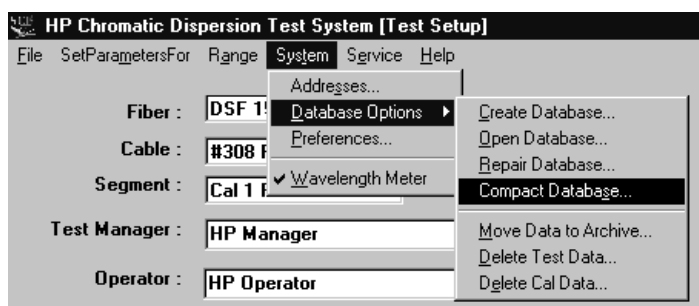 HP Chromatic Dispersion Test System [Test Setup]
File SetParametersFor Range System Service Help
Addresses...
Database Options
Preferences...
Wavelength Meter
Create Database...
Open Database...
Repair Database...
Compact Database...
Move Data to Archive...
Delete Test Data...
Delete Cal Data...
Fiber : DSF
Cable : #308
Segment : Cal 1
Test Manager : HP Manager
Operator : HP Operator